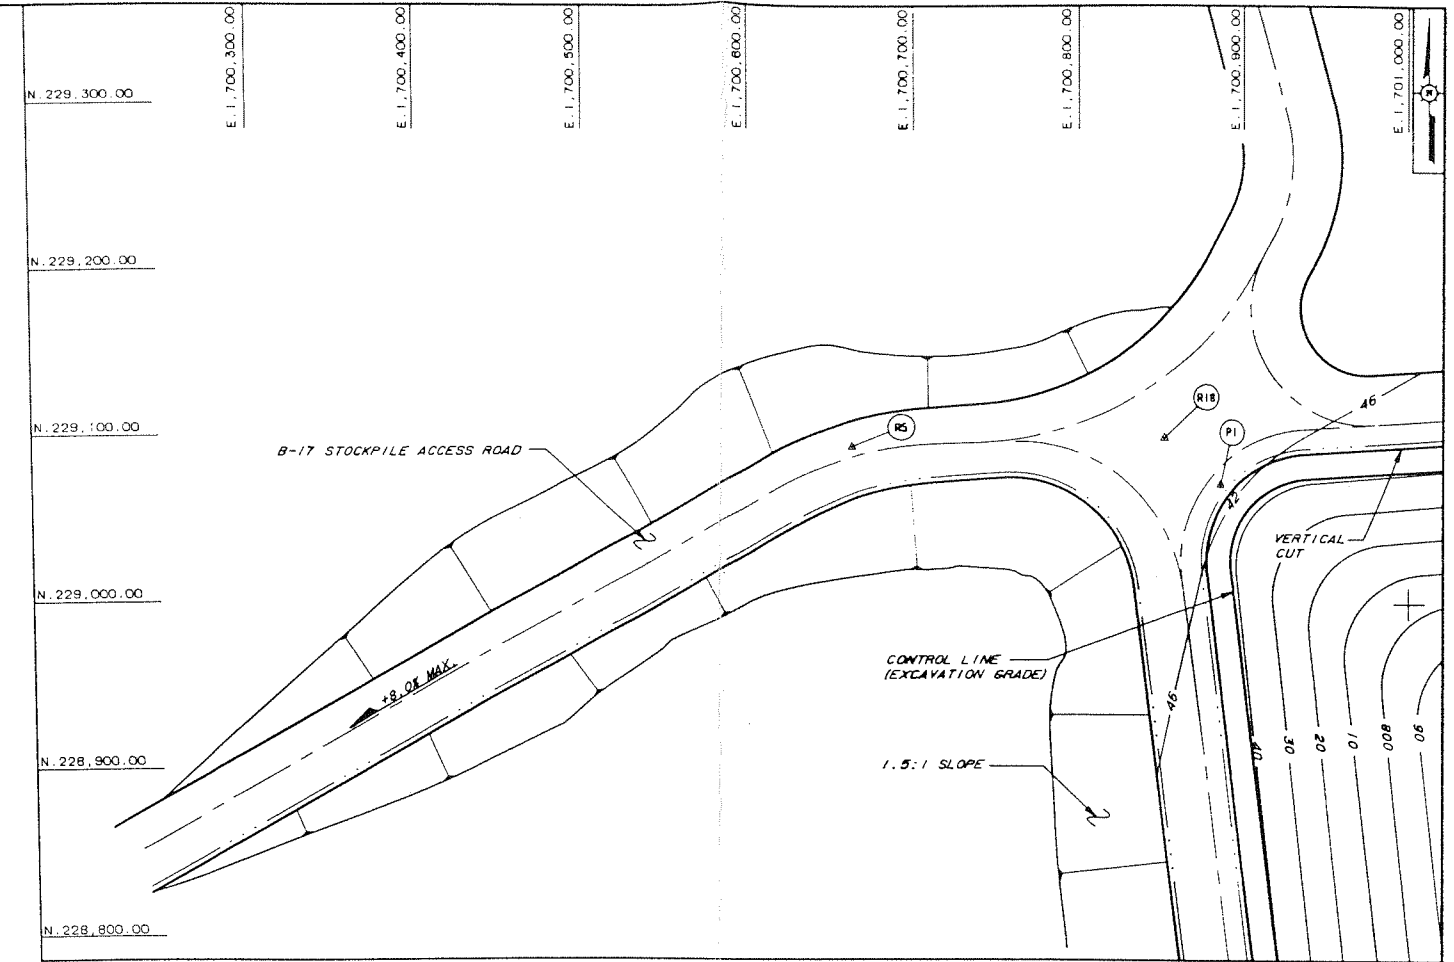 E.1,700,300.00
E.1,700,400.00
E.1,700,500.00
E.1,700,600.00
E.1,700,700.00
E.1,700,800.00
E.1,700,900.00
E.1,701,000.00
N
N.229,300.00
N.229,200.00
N.229,100.00
N.229,000.00
N.228,900.00
N.228,800.00
B-17 STOCKPILE ACCESS ROAD
R5
R18
P1
46
42
VERTICAL
CUT
CONTROL LINE
(EXCAVATION GRADE)
+8.0% MAX.
46
1.5:1 SLOPE
40
30
20
10
800
90